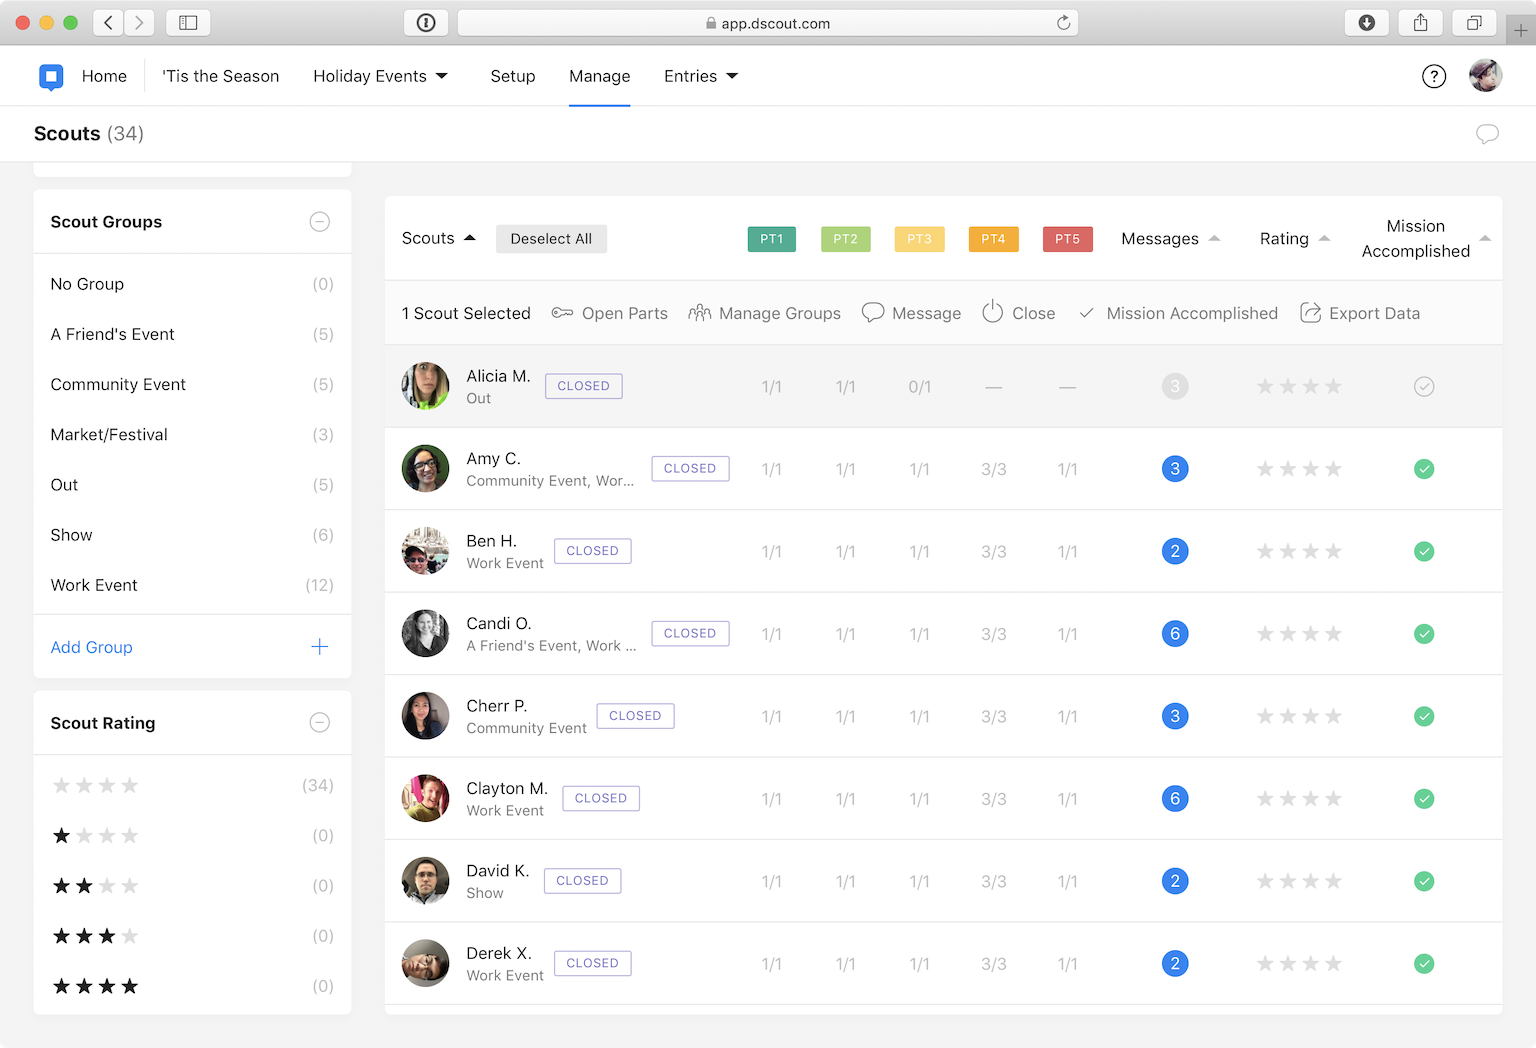 app.dscout.com
Home 'Tis the Season Holiday Events Setup Manage Entries ?
Scouts (34)
Scout Groups
No Group (0)
A Friend's Event (5)
Community Event (5)
Market/Festival (3)
Out (5)
Show (6)
Work Event (12)
Add Group
Scout Rating
(34)
(0)
(0)
(0)
(0)
Scouts Deselect All PT1 PT2 PT3 PT4 PT5 Messages Rating Mission
Accomplished
1 Scout Selected Open Parts Manage Groups Message Close Mission Accomplished Export Data
Alicia M. CLOSED 1/1 1/1 0/1 — — 3
Out
Amy C. CLOSED 1/1 1/1 1/1 3/3 1/1 3
Community Event, Wor...
Ben H. CLOSED 1/1 1/1 1/1 3/3 1/1 2
Work Event
Candi O. CLOSED 1/1 1/1 1/1 3/3 1/1 6
A Friend's Event, Work ...
Cherr P. CLOSED 1/1 1/1 1/1 3/3 1/1 3
Community Event
Clayton M. CLOSED 1/1 1/1 1/1 3/3 1/1 6
Work Event
David K. CLOSED 1/1 1/1 1/1 3/3 1/1 2
Show
Derek X. CLOSED 1/1 1/1 1/1 3/3 1/1 2
Work Event